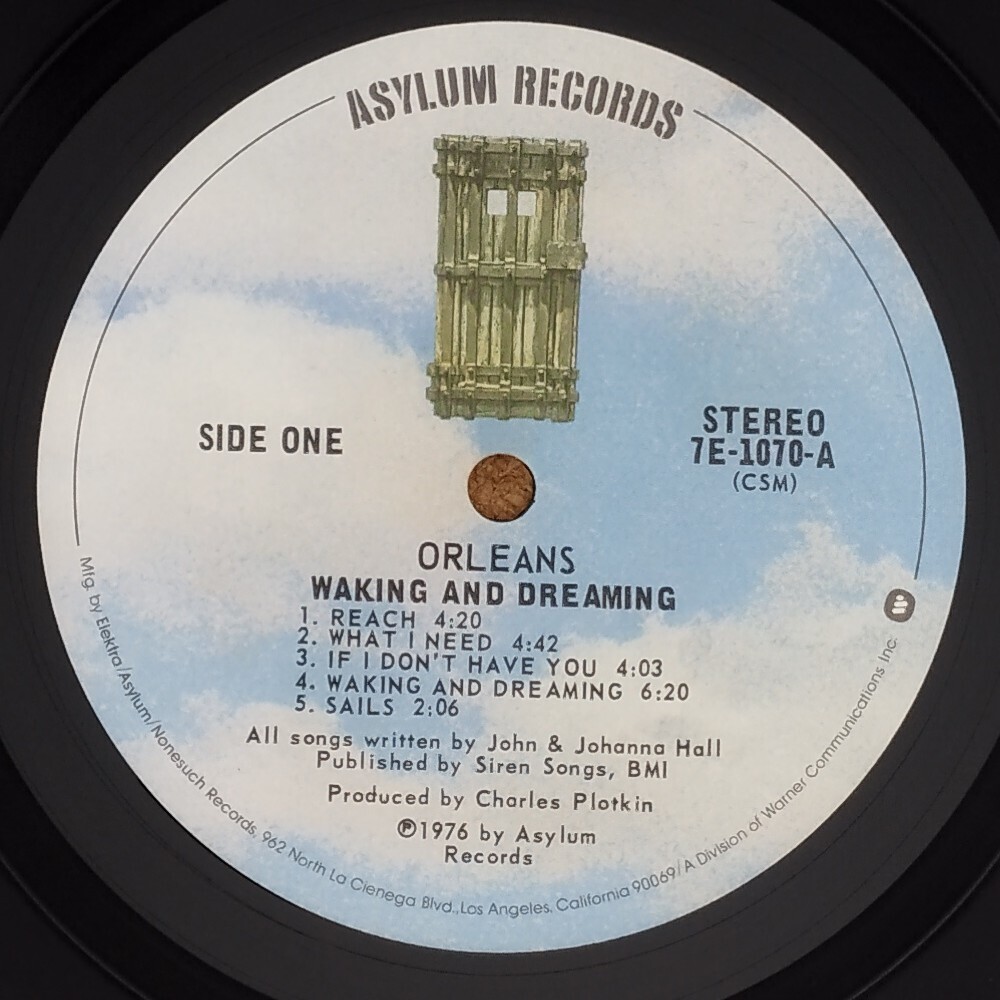 ASYLUM RECORDS
SIDE ONE
STEREO
7E-1070-A
(CSM)
ORLEANS
WAKING AND DREAMING
1. REACH 4:20
2. WHAT I NEED 4:42
3. IF I DON'T HAVE YOU 4:03
4. WAKING AND DREAMING 6:20
5. SAILS 2:06
All songs written by John & Johanna Hall
Published by Siren Songs, BMI
Produced by Charles Plotkin
℗1976 by Asylum
Records
Mfg. by Elektra/Asylum/Nonesuch Records, 962 North La Cienega Blvd., Los Angeles, California 90069/A Division of Warner Communications Inc.